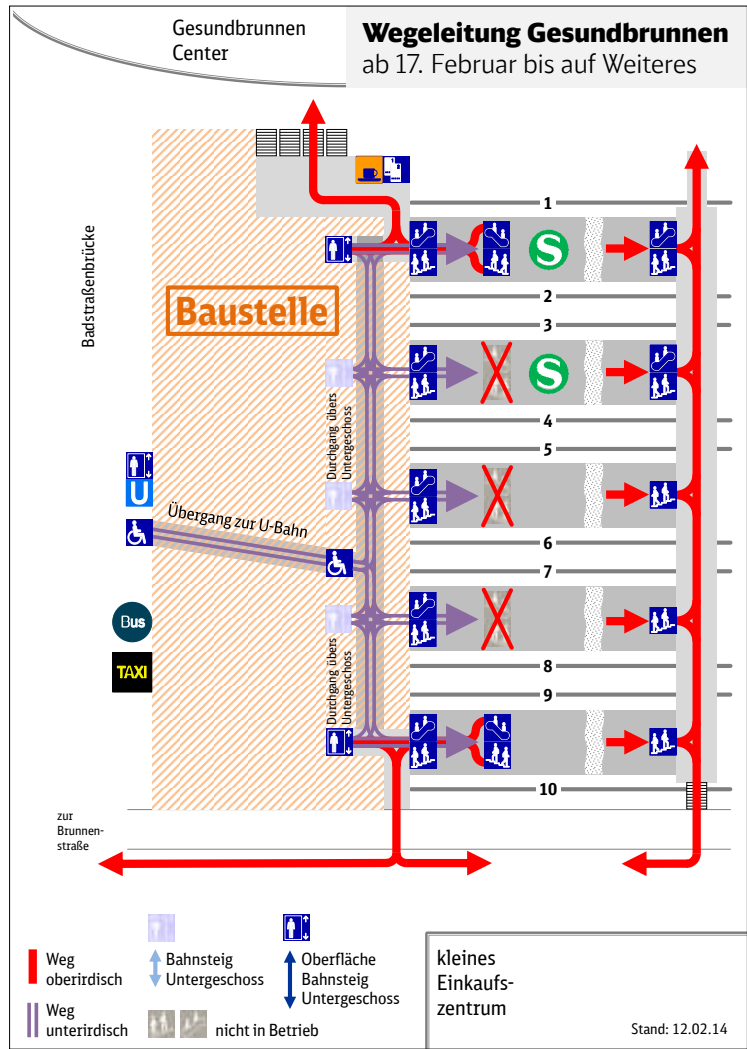 Gesundbrunnen
Center
Wegeleitung Gesundbrunnen
ab 17. Februar bis auf Weiteres
1
S
2
Baustelle
3
Badstraßenbrücke
S
Durchgang übers
Untergeschoss
4
5
U
Übergang zur U-Bahn
6
7
Bus
TAXI
Durchgang übers
Untergeschoss
8
9
10
zur
Brunnen-
straße
Weg
oberirdisch
Bahnsteig
Untergeschoss
Oberfläche
Bahnsteig
Untergeschoss
Weg
unterirdisch
nicht in Betrieb
kleines
Einkaufs-
zentrum
Stand: 12.02.14